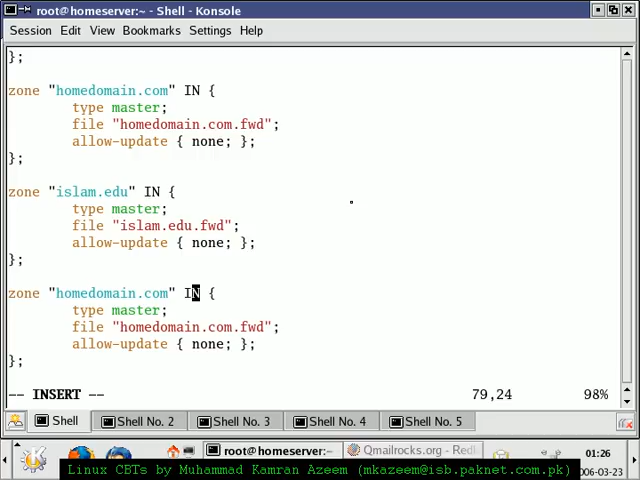 root@homeserver:~ - Shell - Konsole
Session Edit View Bookmarks Settings Help
};
zone "homedomain.com" IN {
type master;
file "homedomain.com.fwd";
allow-update { none; };
};
zone "islam.edu" IN {
type master;
file "islam.edu.fwd";
allow-update { none; };
};
zone "homedomain.com" IN {
type master;
file "homedomain.com.fwd";
allow-update { none; };
};
-- INSERT -- 79,24 98%
Shell Shell No. 2 Shell No. 3 Shell No. 4 Shell No. 5
root@homeserver:~ Qmailrocks.org - Red 01:26
Linux CBTs by Muhammad Kamran Azeem (mkazeem@isb.paknet.com.pk) 006-03-23